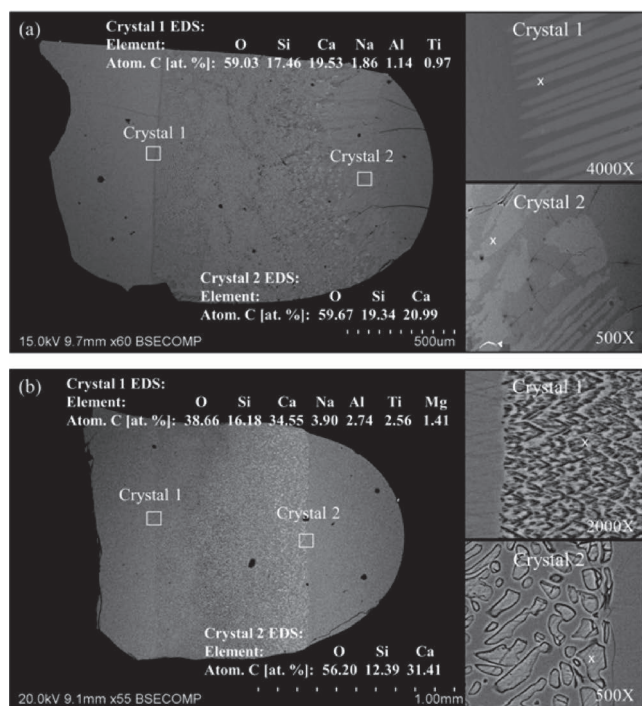 (a)
Crystal 1 EDS:
Element: O Si Ca Na Al Ti
Atom. C [at. %]: 59.03 17.46 19.53 1.86 1.14 0.97
Crystal 1
Crystal 2
Crystal 2 EDS:
Element: O Si Ca
Atom. C [at. %]: 59.67 19.34 20.99
15.0kV 9.7mm x60 BSECOMP
500um
Crystal 1
x
4000X
Crystal 2
x
500X
(b)
Crystal 1 EDS:
Element: O Si Ca Na Al Ti Mg
Atom. C [at. %]: 38.66 16.18 34.55 3.90 2.74 2.56 1.41
Crystal 1
Crystal 2
Crystal 2 EDS:
Element: O Si Ca
Atom. C [at. %]: 56.20 12.39 31.41
20.0kV 9.1mm x55 BSECOMP
1.00mm
Crystal 1
x
2000X
Crystal 2
x
500X